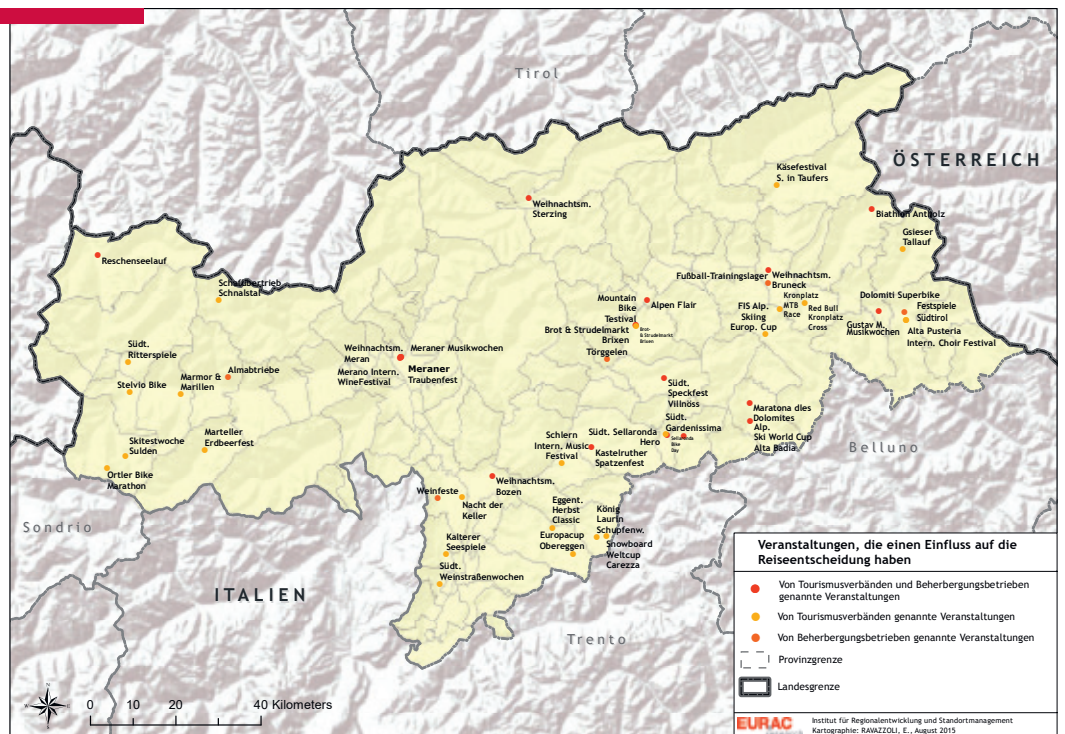 Tirol
ÖSTERREICH
Käsefestival
S. in Taufers
Weihnachtsm.
Sterzing
Biathlon Antholz
Gsieser
Tallauf
Reschenseelauf
Schafübertrieb
Schnalstal
Fußball-Trainingslager
Weihnachtsm.
Bruneck
Kronplatz
MTB
Race
Red Bull
Kronplatz
Cross
Dolomiti Superbike
Festspiele
Südtirol
Gustav M.
Musikwochen
Alta Pusteria
Intern. Choir Festival
Mountain
Bike
Testival
Alpen Flair
FIS Alp.
Skiing
Europ. Cup
Brot & Strudelmarkt
Brixen
Brot-
& Strudelmarkt
Brixen
Törggelen
Südt.
Ritterspiele
Weihnachtsm.
Meran
Meraner Musikwochen
Merano Intern.
WineFestival
Meraner
Traubenfest
Almabtriebe
Stelvio Bike
Marmor &
Marillen
Südt.
Speckfest
Villnöss
Südt.
Gardenissima
Maratona dles
Dolomites
Alp.
Ski World Cup
Alta Badia
Belluno
Südt. Sellaronda
Hero
Sellaronda
Bike
Day
Schlern
Intern. Music
Festival
Kastelruther
Spatzenfest
Marteller
Erdbeerfest
Skitestwoche
Sulden
Ortler Bike
Marathon
Sondrio
Weihnachtsm.
Bozen
Weinfeste
Nacht der
Keller
Eggent.
Herbst
Classic
König
Laurin
Schupfenw.
Europacup
Obereggen
Snowboard
Weltcup
Carezza
Kalterer
Seespiele
Südt.
Weinstraßenwochen
ITALIEN
Trento
N
0 10 20 40 Kilometers
Veranstaltungen, die einen Einfluss auf die
Reiseentscheidung haben
Von Tourismusverbänden und Beherbergungsbetrieben
genannte Veranstaltungen
Von Tourismusverbänden genannte Veranstaltungen
Von Beherbergungsbetrieben genannte Veranstaltungen
Provinzgrenze
Landesgrenze
EURAC
Institut für Regionalentwicklung und Standortmanagement
Kartographie: RAVAZZOLI, E., August 2015